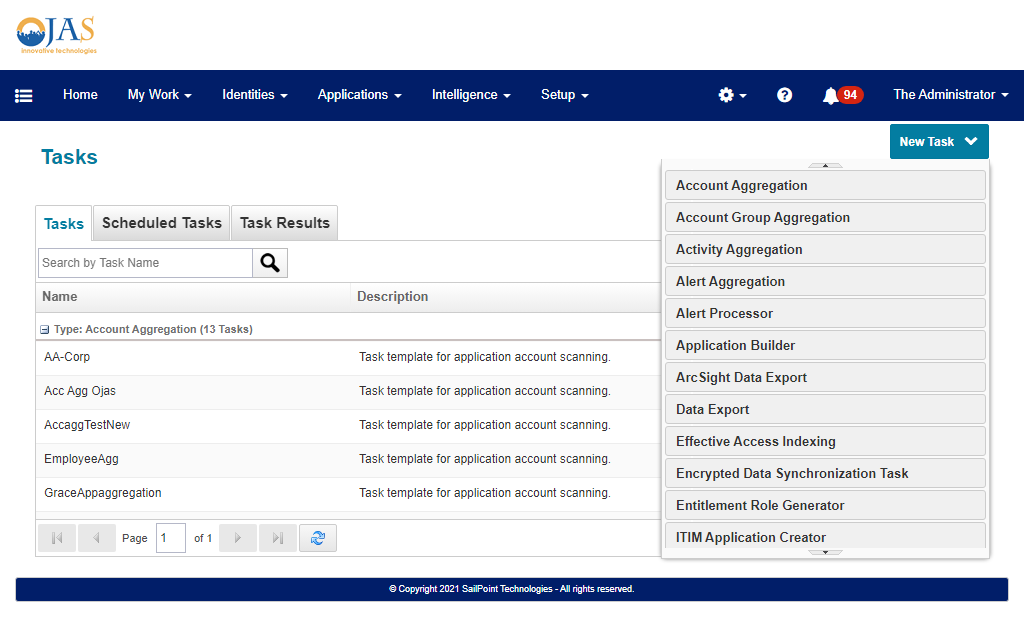 OJAS
innovative technologies
Home
My Work
Identities
Applications
Intelligence
Setup
94
The Administrator
New Task
Tasks
Tasks
Scheduled Tasks
Task Results
Search by Task Name
Name Description
Type: Account Aggregation (13 Tasks)
AA-Corp Task template for application account scanning.
Acc Agg Ojas Task template for application account scanning.
AccaggTestNew Task template for application account scanning.
EmployeeAgg Task template for application account scanning.
GraceAppaggregation Task template for application account scanning.
Page 1 of 1
Account Aggregation
Account Group Aggregation
Activity Aggregation
Alert Aggregation
Alert Processor
Application Builder
ArcSight Data Export
Data Export
Effective Access Indexing
Encrypted Data Synchronization Task
Entitlement Role Generator
ITIM Application Creator
© Copyright 2021 SailPoint Technologies - All rights reserved.